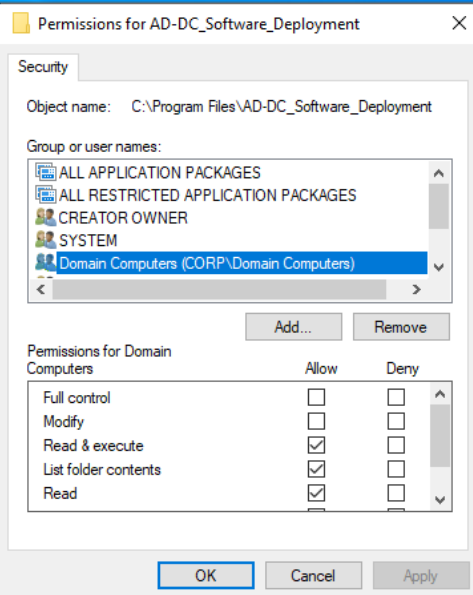 Permissions for AD-DC_Software_Deployment
Security
Object name: C:\Program Files\AD-DC_Software_Deployment
Group or user names:
ALL APPLICATION PACKAGES
ALL RESTRICTED APPLICATION PACKAGES
CREATOR OWNER
SYSTEM
Domain Computers (CORP\Domain Computers)
Add... Remove
Permissions for Domain
Computers Allow Deny
Full control
Modify
Read & execute
List folder contents
Read
OK Cancel Apply